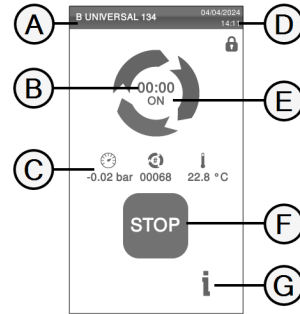 A
B UNIVERSAL 134
04/04/2024
14:11
D
B
00:00
ON
E
C
-0.02 bar
00068
22.8 °C
STOP
F
i
G